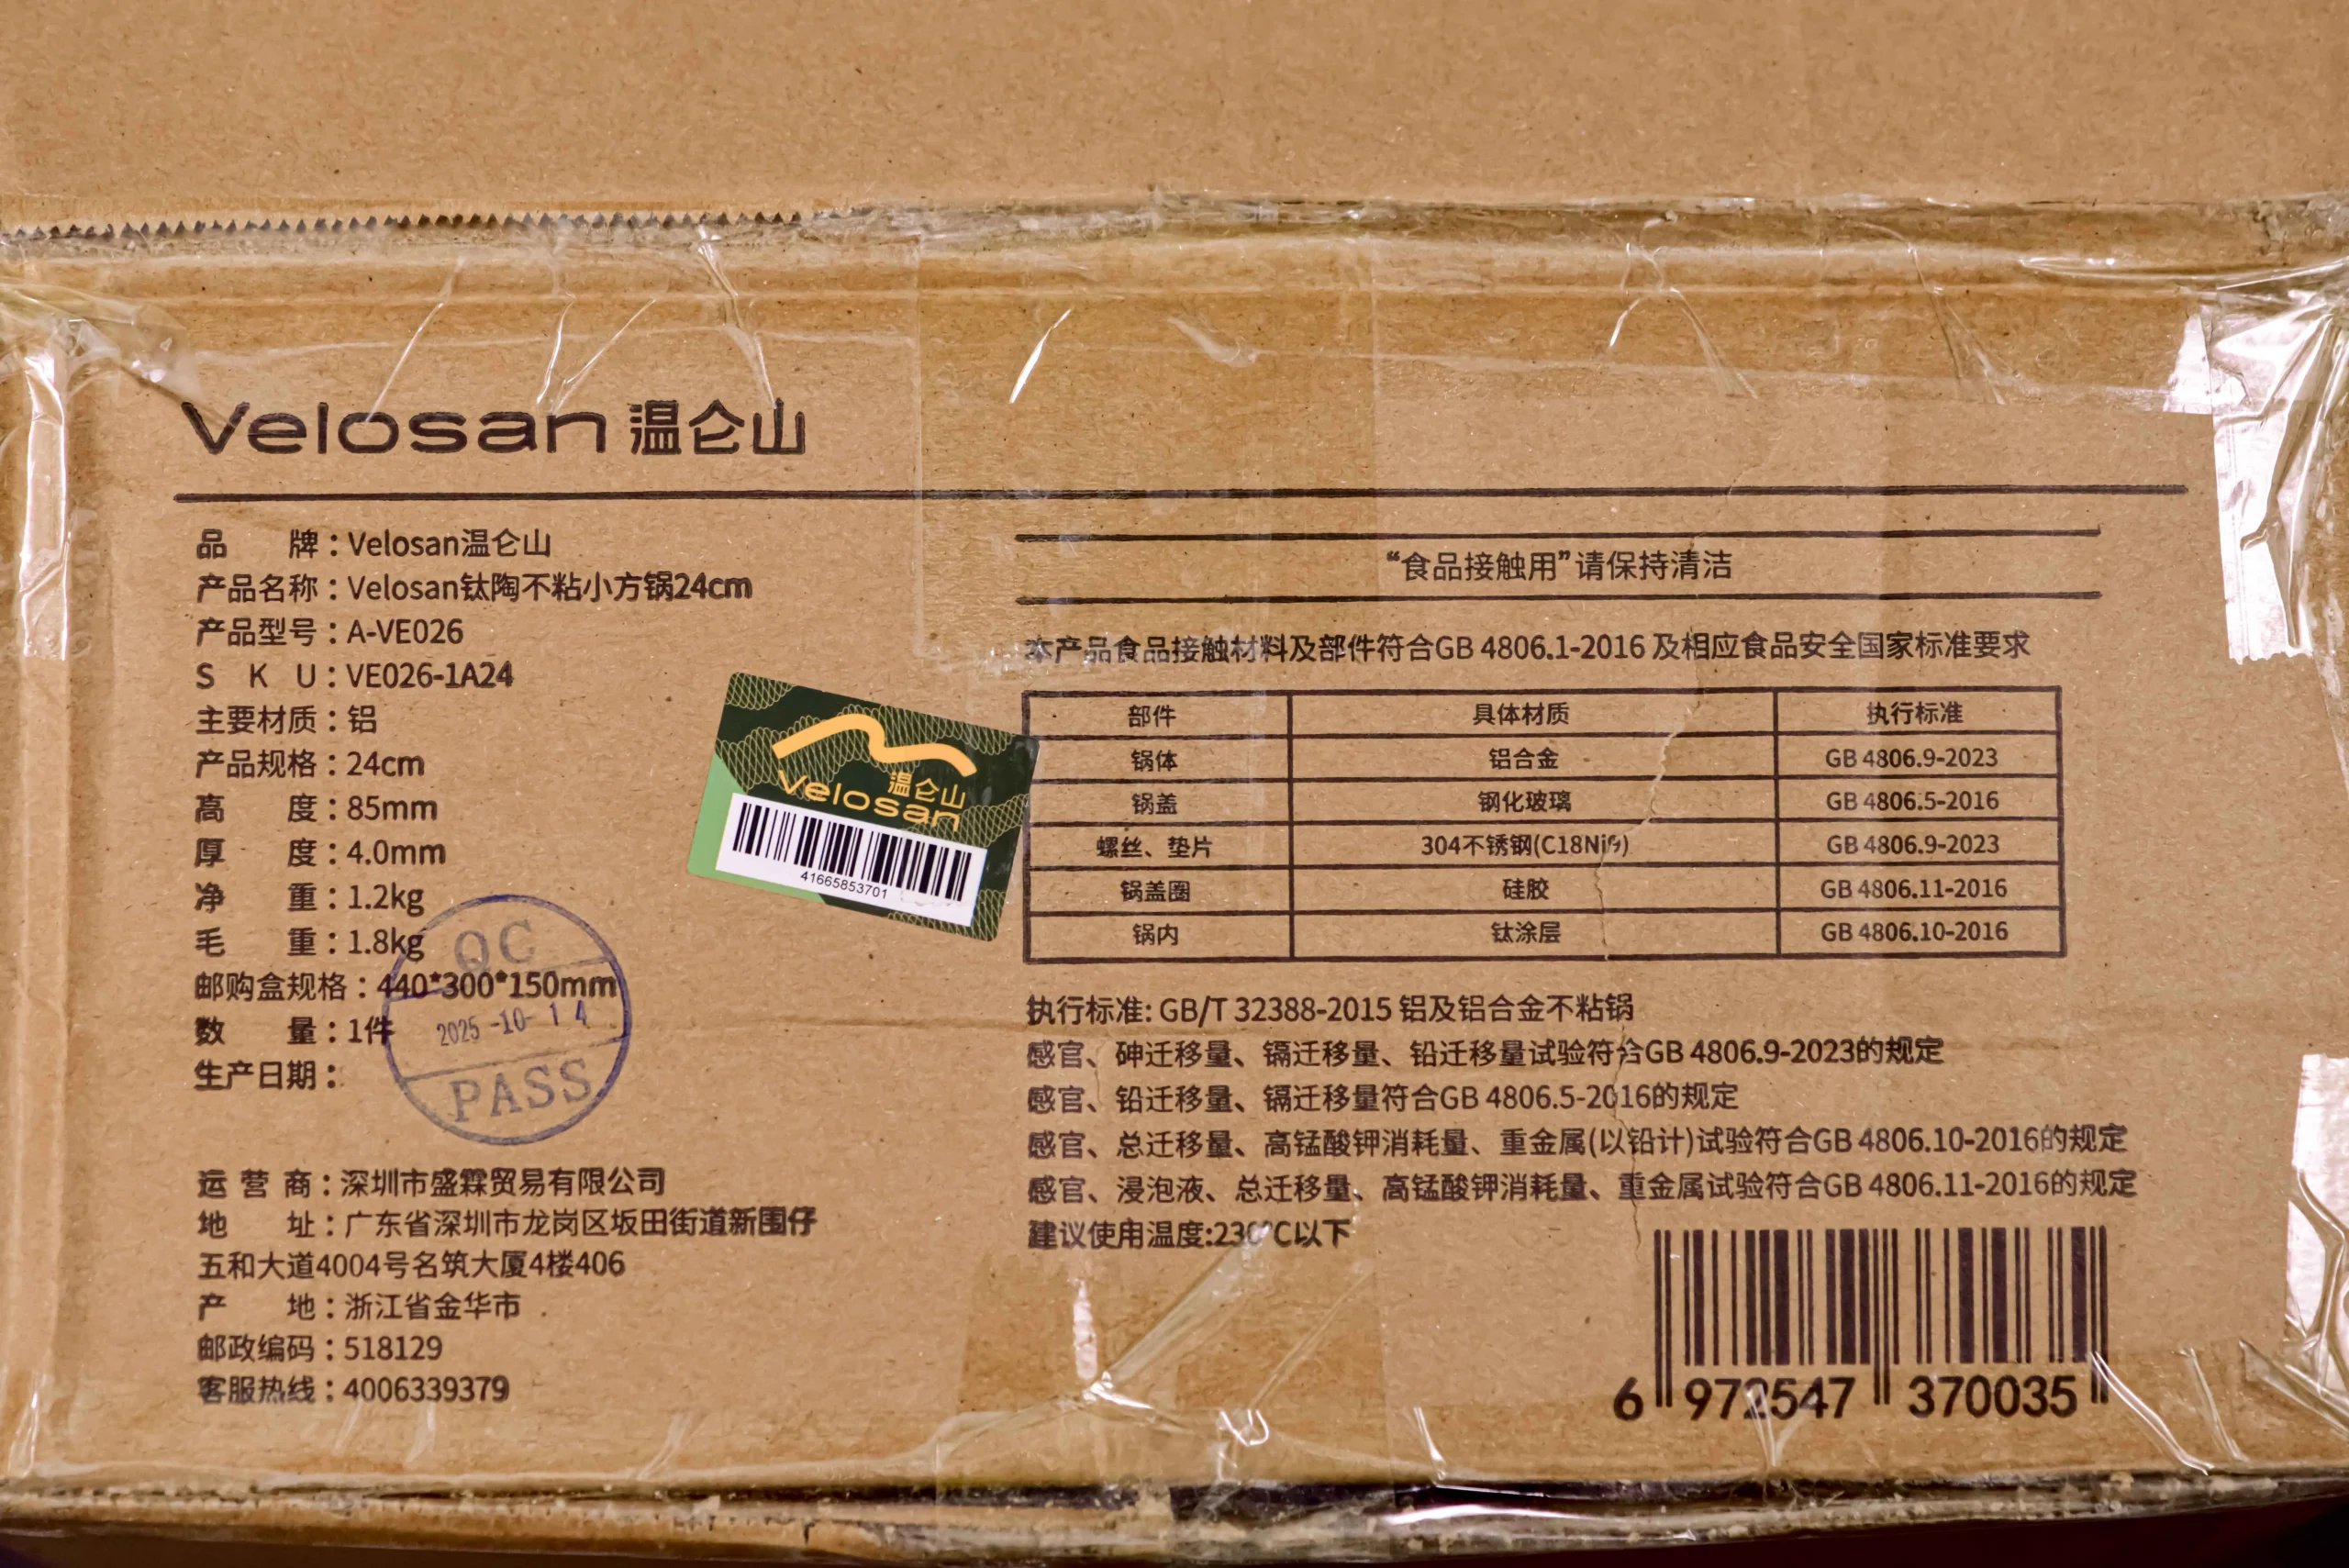 Velosan 温仑山
品 牌：Velosan温仑山
产品名称：Velosan钛陶不粘小方锅24cm
产品型号：A-VE026
S K U：VE026-1A24
主要材质：铝
产品规格：24cm
高 度：85mm
厚 度：4.0mm
净 重：1.2kg
毛 重：1.8kg
邮购盒规格：440*300*150mm
数 量：1件
生产日期：
QC
2025-10-14
PASS
运 营 商：深圳市盛霖贸易有限公司
地 址：广东省深圳市龙岗区坂田街道新围仔
五和大道4004号名筑大厦4楼406
产 地：浙江省金华市
邮政编码：518129
客服热线：4006339379
温仑山
Velosan
41665853701
“食品接触用”请保持清洁
本产品食品接触材料及部件符合GB 4806.1-2016 及相应食品安全国家标准要求
部件 具体材质 执行标准
锅体 铝合金 GB 4806.9-2023
锅盖 钢化玻璃 GB 4806.5-2016
螺丝、垫片 304不锈钢(C18Ni9) GB 4806.9-2023
锅盖圈 硅胶 GB 4806.11-2016
锅内 钛涂层 GB 4806.10-2016
执行标准: GB/T 32388-2015 铝及铝合金不粘锅
感官、砷迁移量、镉迁移量、铅迁移量试验符合GB 4806.9-2023的规定
感官、铅迁移量、镉迁移量符合GB 4806.5-2016的规定
感官、总迁移量、高锰酸钾消耗量、重金属(以铅计)试验符合GB 4806.10-2016的规定
感官、浸泡液、总迁移量、高锰酸钾消耗量、重金属试验符合GB 4806.11-2016的规定
建议使用温度:230℃以下
6 972547 370035